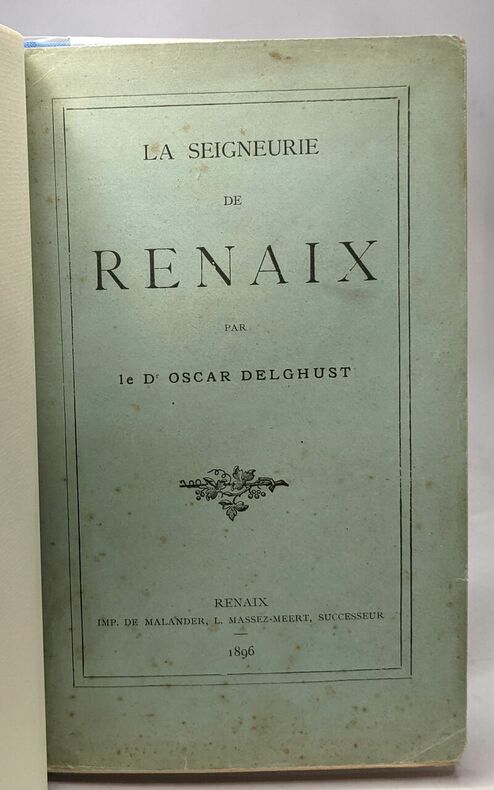 LA SEIGNEURIE
DE
RENAIX
PAR
le Dr OSCAR DELGHUST
RENAIX
IMP. DE MALANDER, L. MASSEZ-MEERT, SUCCESSEUR
1896